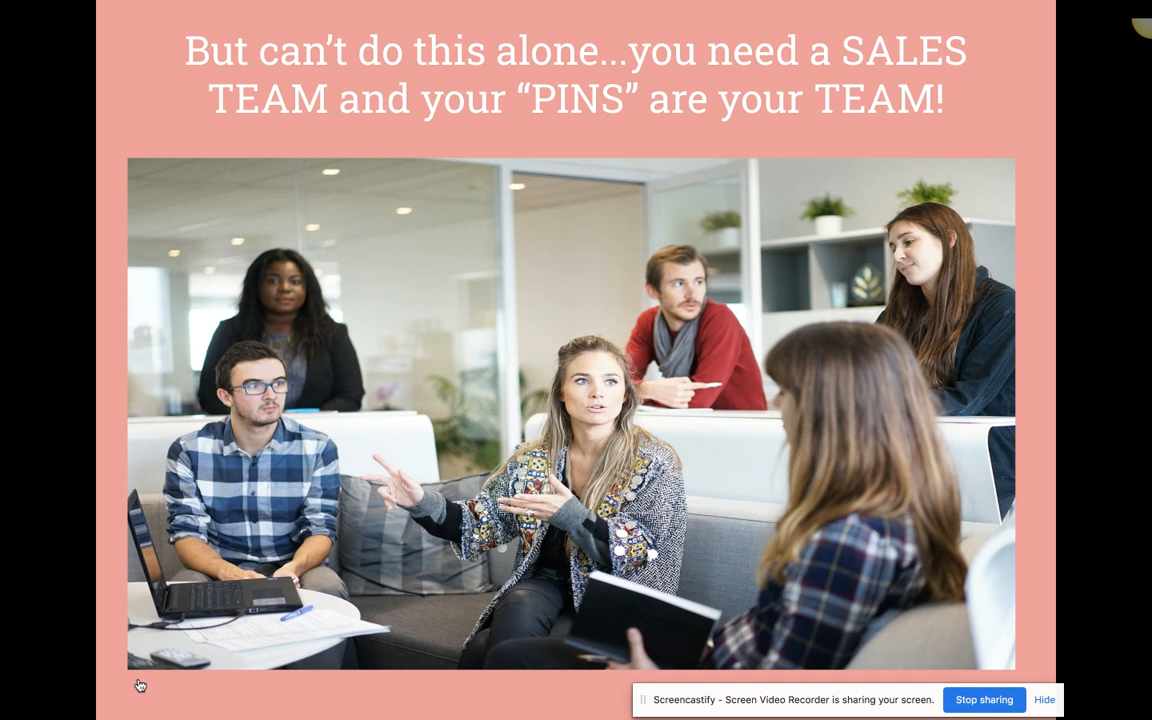 But can’t do this alone...you need a SALES
TEAM and your “PINS” are your TEAM!
Screencastify - Screen Video Recorder is sharing your screen.
Stop sharing
Hide